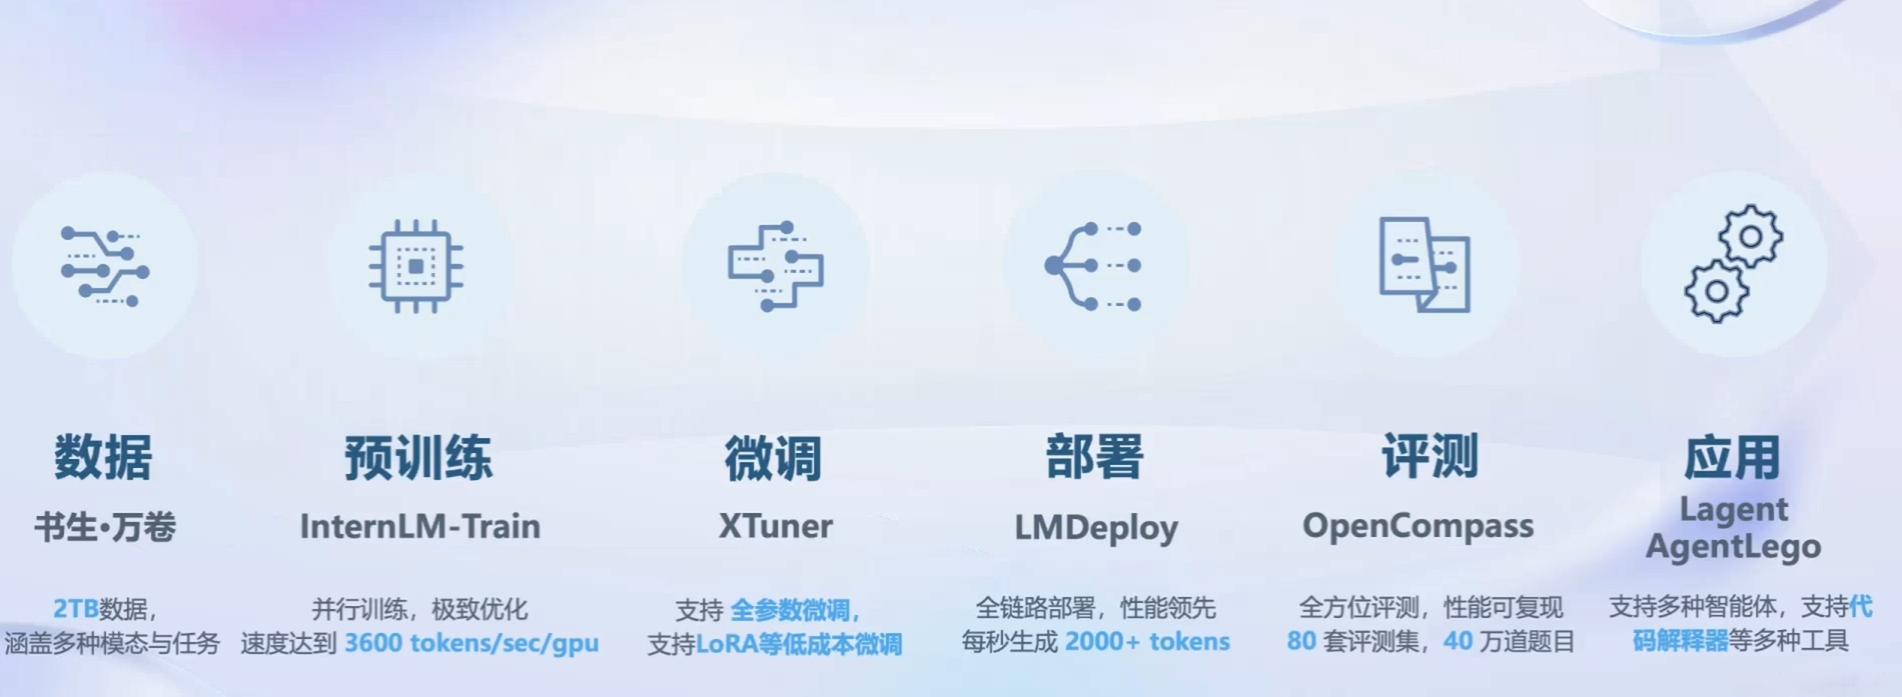 数据
书生·万卷
2TB数据，
涵盖多种模态与任务
预训练
InternLM-Train
并行训练，极致优化
速度达到 3600 tokens/sec/gpu
微调
XTuner
支持 全参数微调，
支持LoRA等低成本微调
部署
LMDeploy
全链路部署，性能领先
每秒生成 2000+ tokens
评测
OpenCompass
全方位评测，性能可复现
80 套评测集，40 万道题目
应用
Lagent
AgentLego
支持多种智能体，支持代
码解释器等多种工具